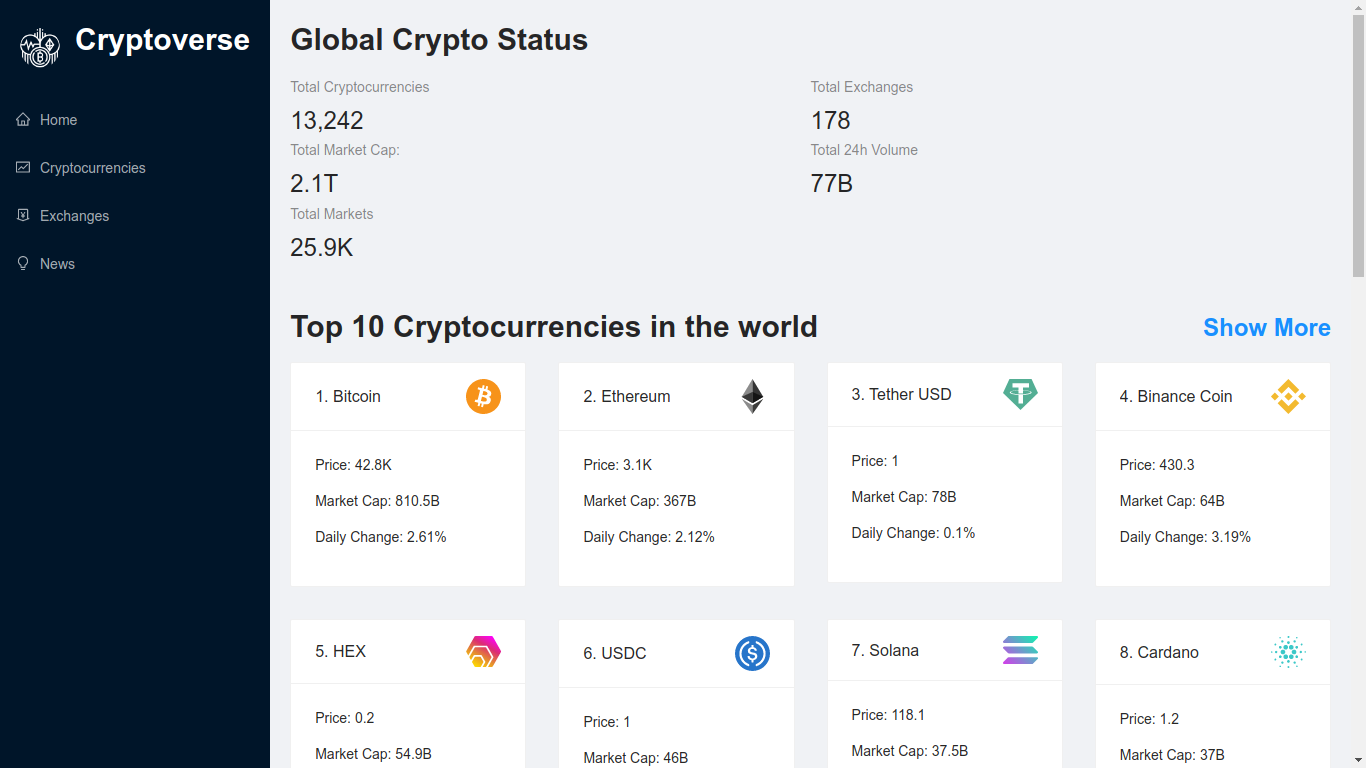 Cryptoverse
Home
Cryptocurrencies
Exchanges
News
Global Crypto Status
Total Cryptocurrencies
13,242
Total Exchanges
178
Total Market Cap:
2.1T
Total 24h Volume
77B
Total Markets
25.9K
Top 10 Cryptocurrencies in the world
Show More
1. Bitcoin
Price: 42.8K
Market Cap: 810.5B
Daily Change: 2.61%
2. Ethereum
Price: 3.1K
Market Cap: 367B
Daily Change: 2.12%
3. Tether USD
Price: 1
Market Cap: 78B
Daily Change: 0.1%
4. Binance Coin
Price: 430.3
Market Cap: 64B
Daily Change: 3.19%
5. HEX
Price: 0.2
Market Cap: 54.9B
6. USDC
Price: 1
Market Cap: 46B
7. Solana
Price: 118.1
Market Cap: 37.5B
8. Cardano
Price: 1.2
Market Cap: 37B